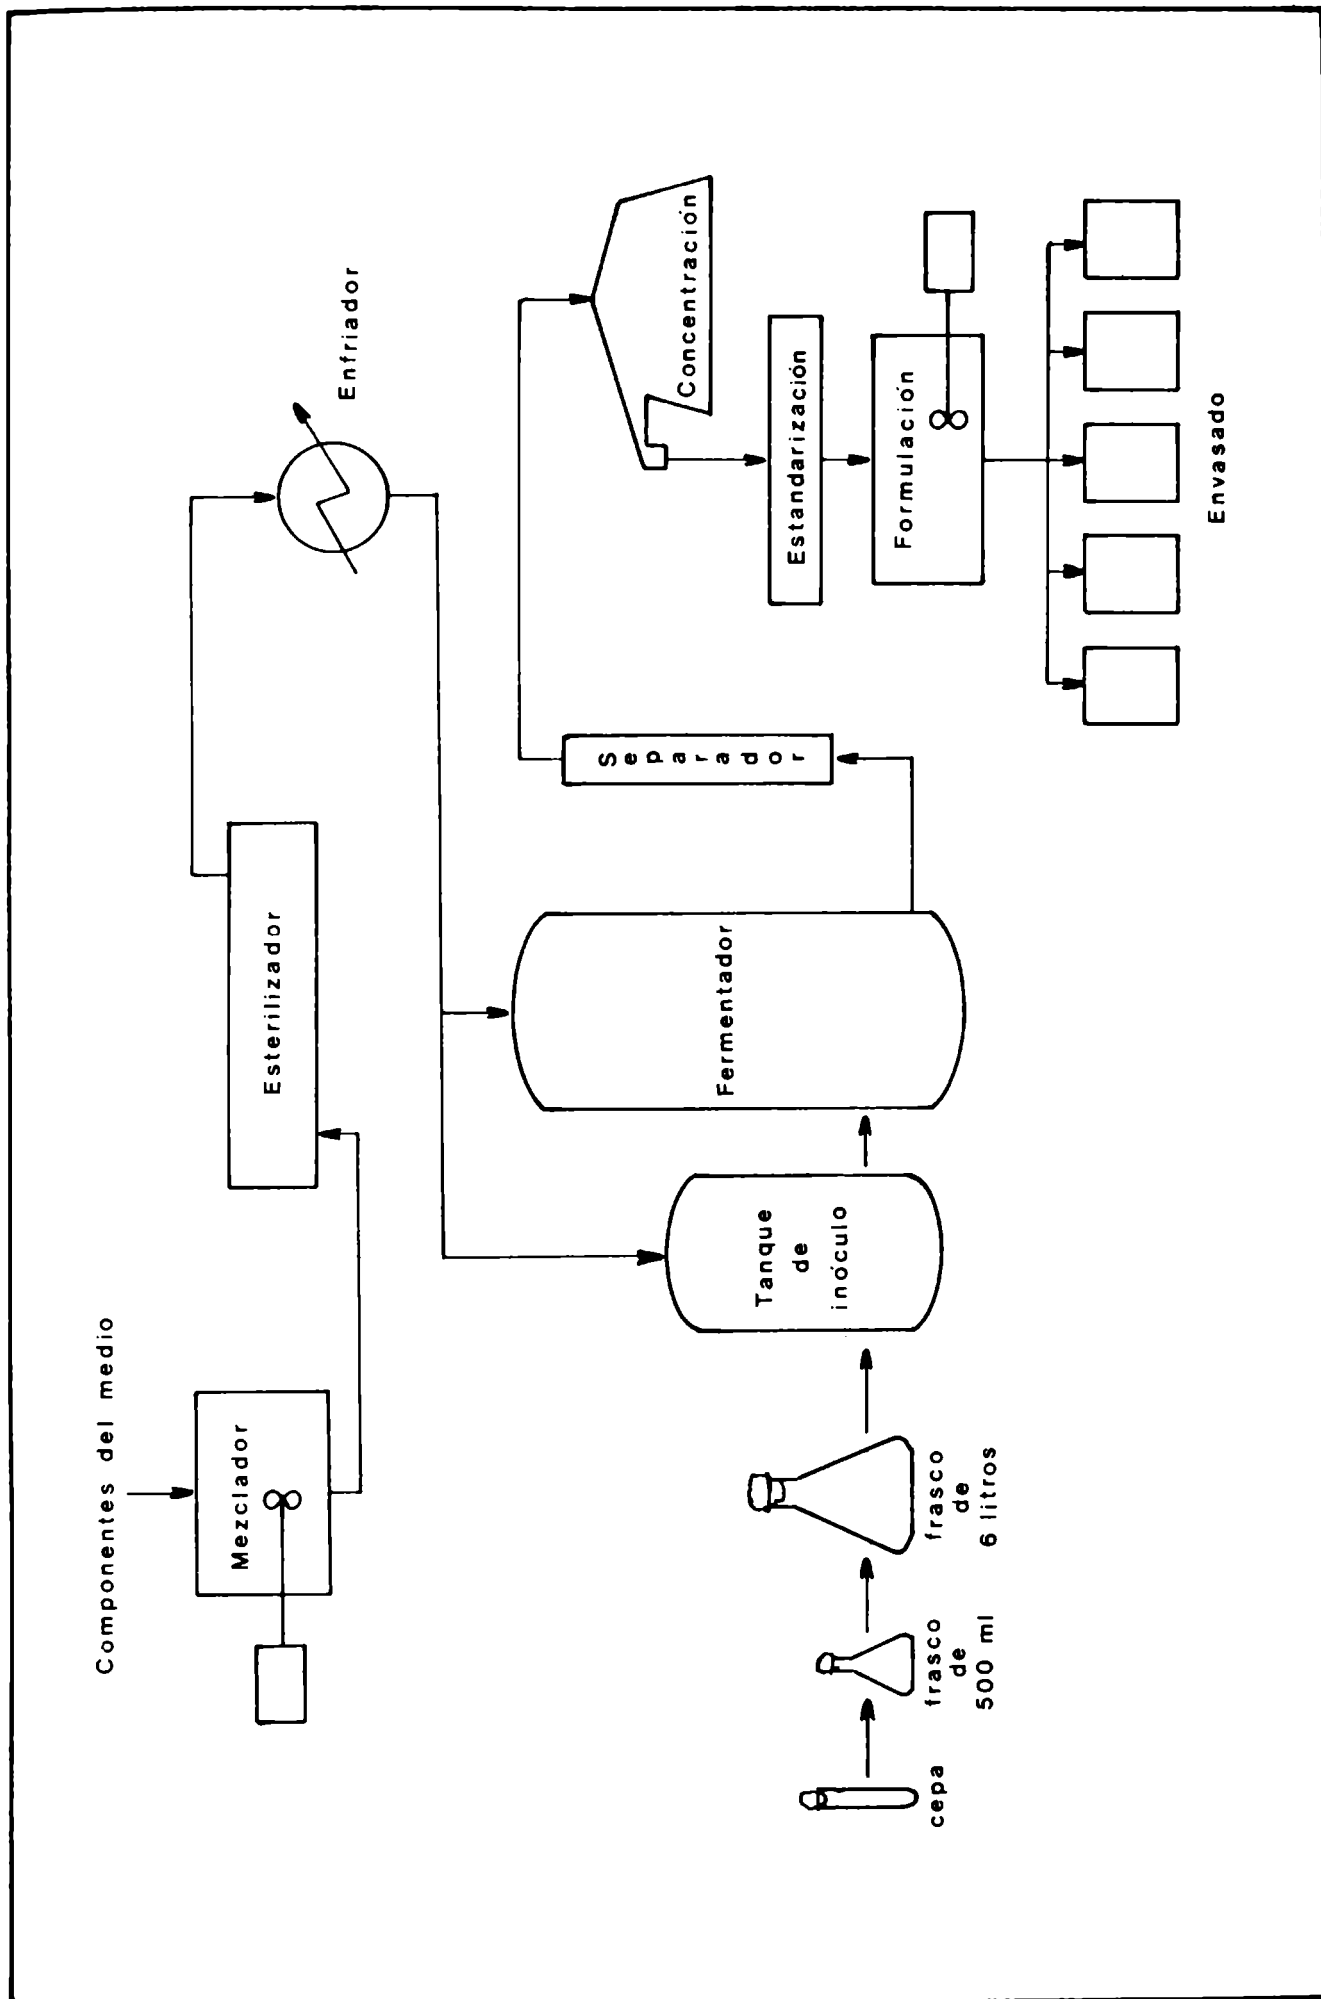 Componentes del medio
Mezclador
Esterilizador
Enfriador
cepa
frasco
de
500 ml
frasco
de
6 litros
Tanque
de
inóculo
Fermentador
Separador
Concentración
Estandarización
Formulación
Envasado